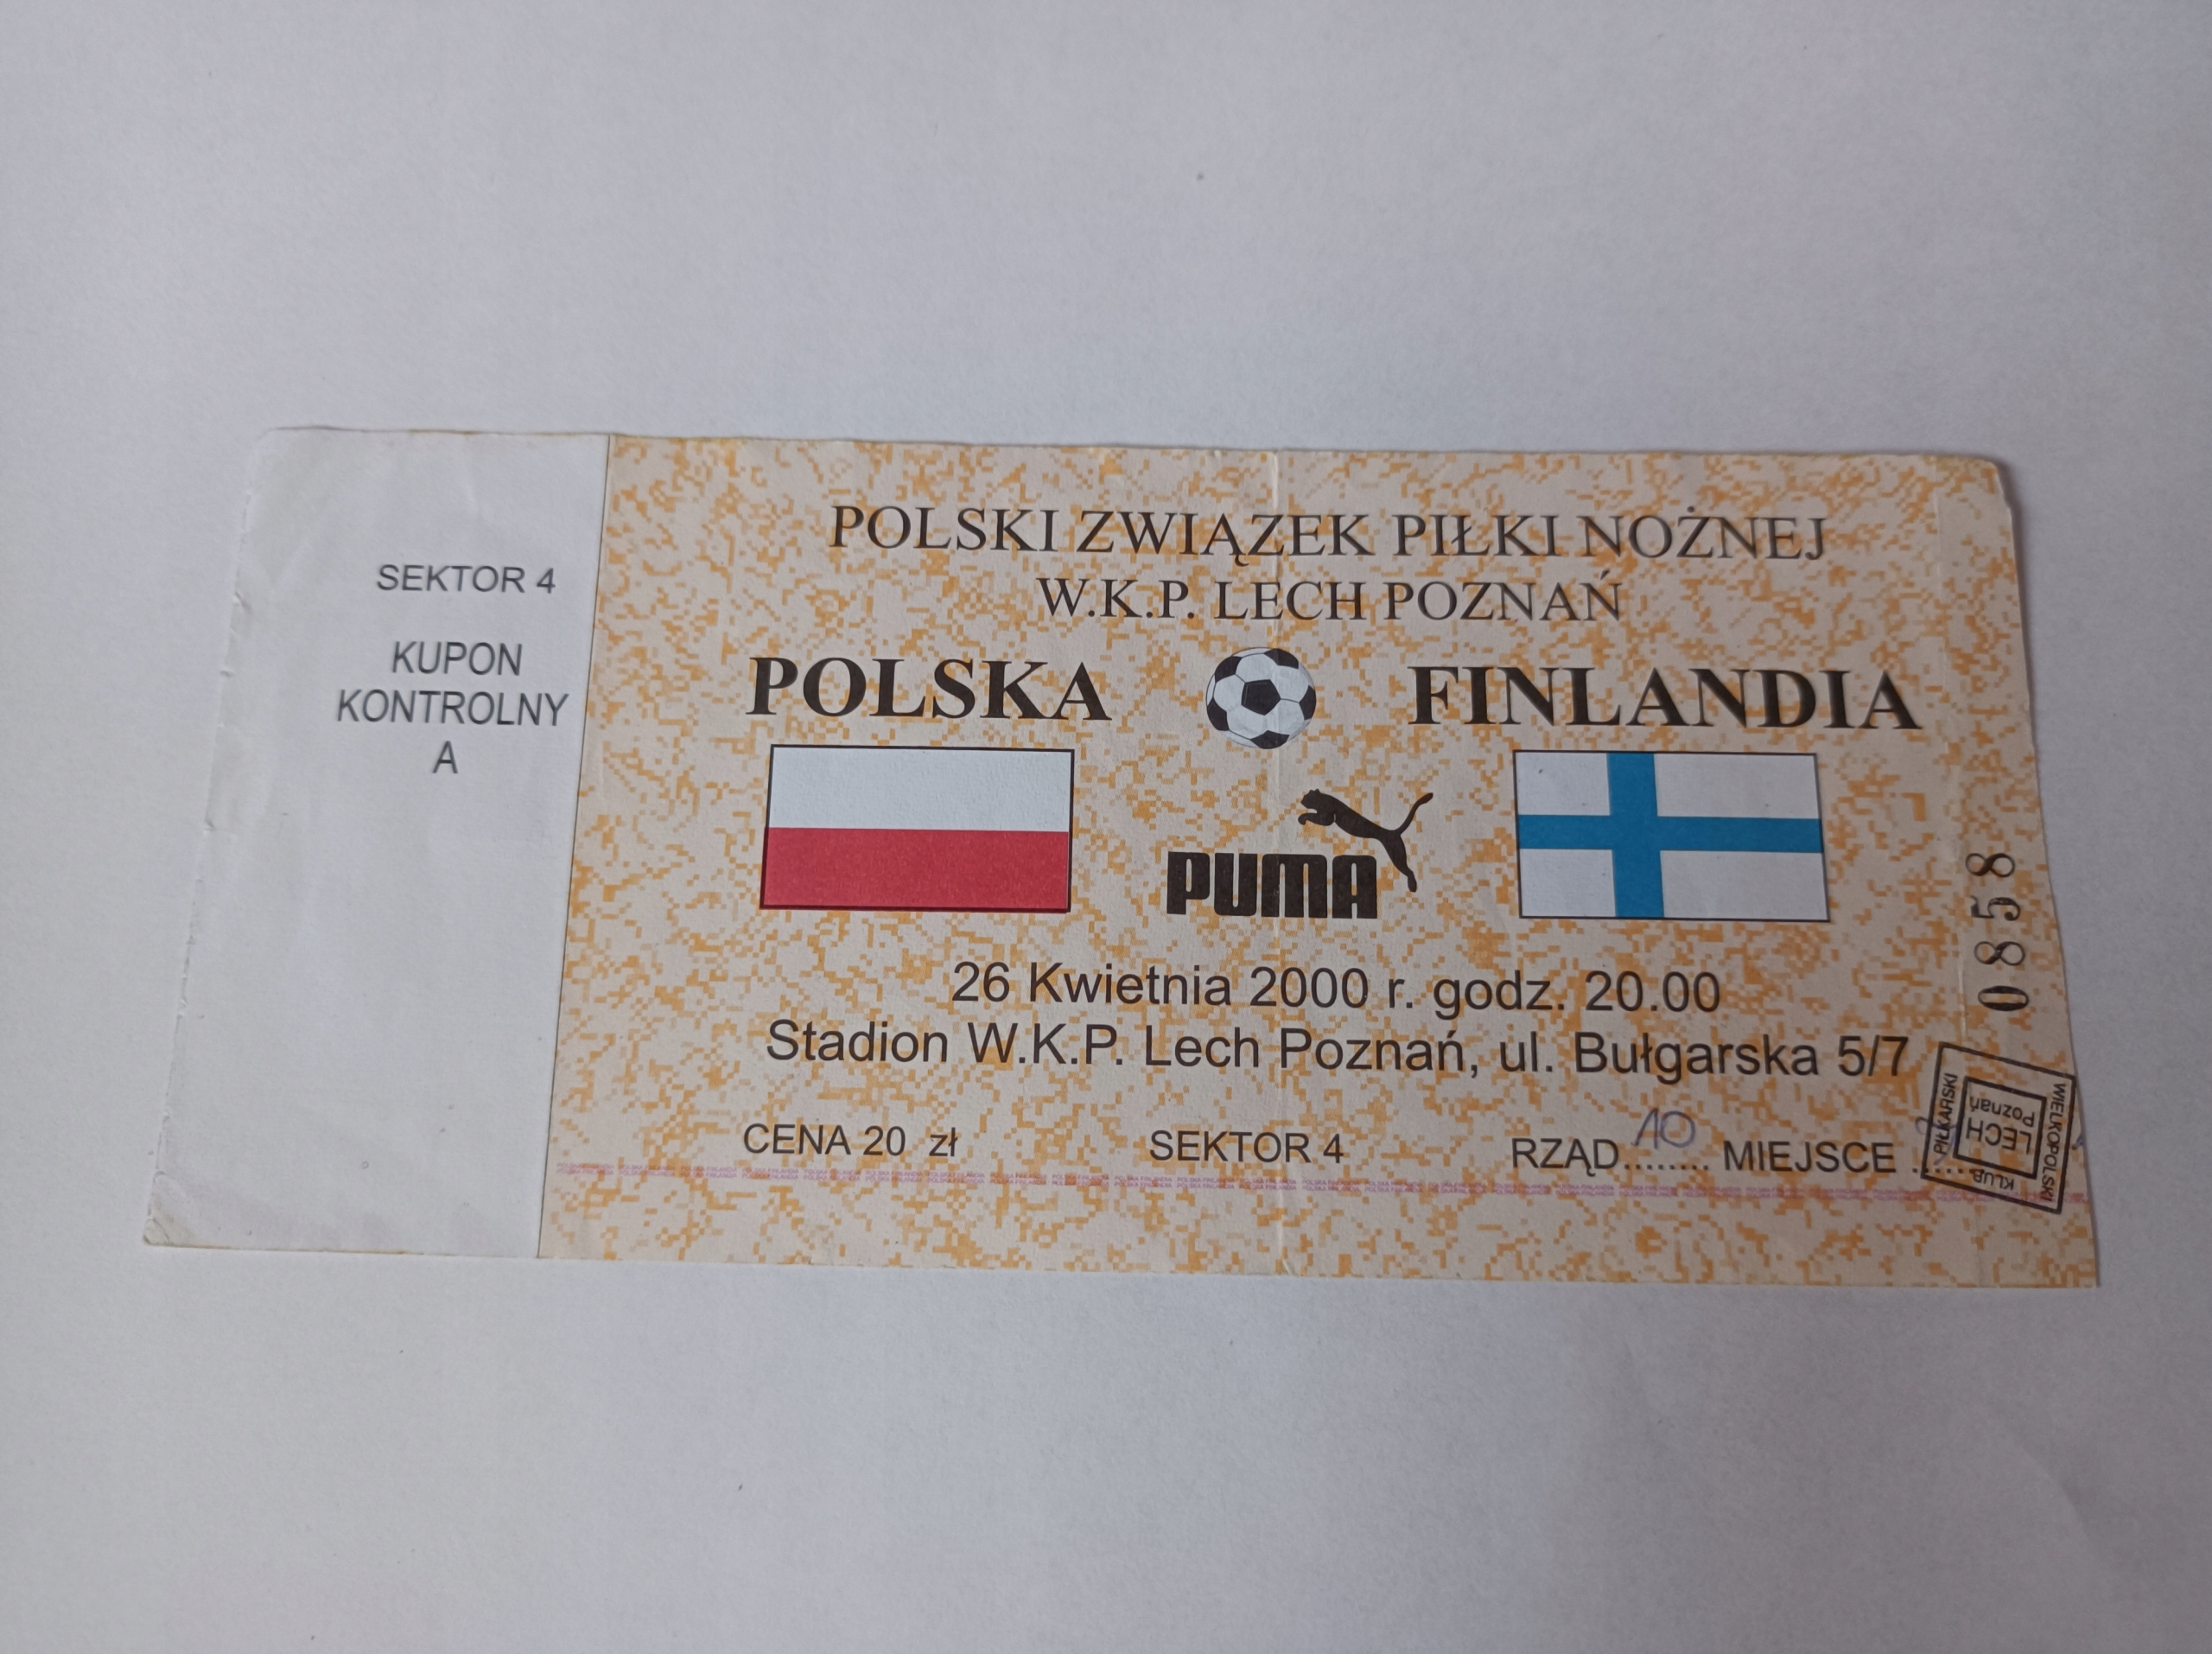 SEKTOR 4
KUPON
KONTROLNY
A
POLSKI ZWIĄZEK PIŁKI NOŻNEJ
W.K.P. LECH POZNAŃ
POLSKA FINLANDIA
PUMA
26 Kwietnia 2000 r. godz. 20.00
Stadion W.K.P. Lech Poznań, ul. Bułgarska 5/7
CENA 20 zł SEKTOR 4 RZĄD........ 10 MIEJSCE ......
0858
WIELKOPOLSKI
KLUB
PIŁKARSKI
LECH
Poznań